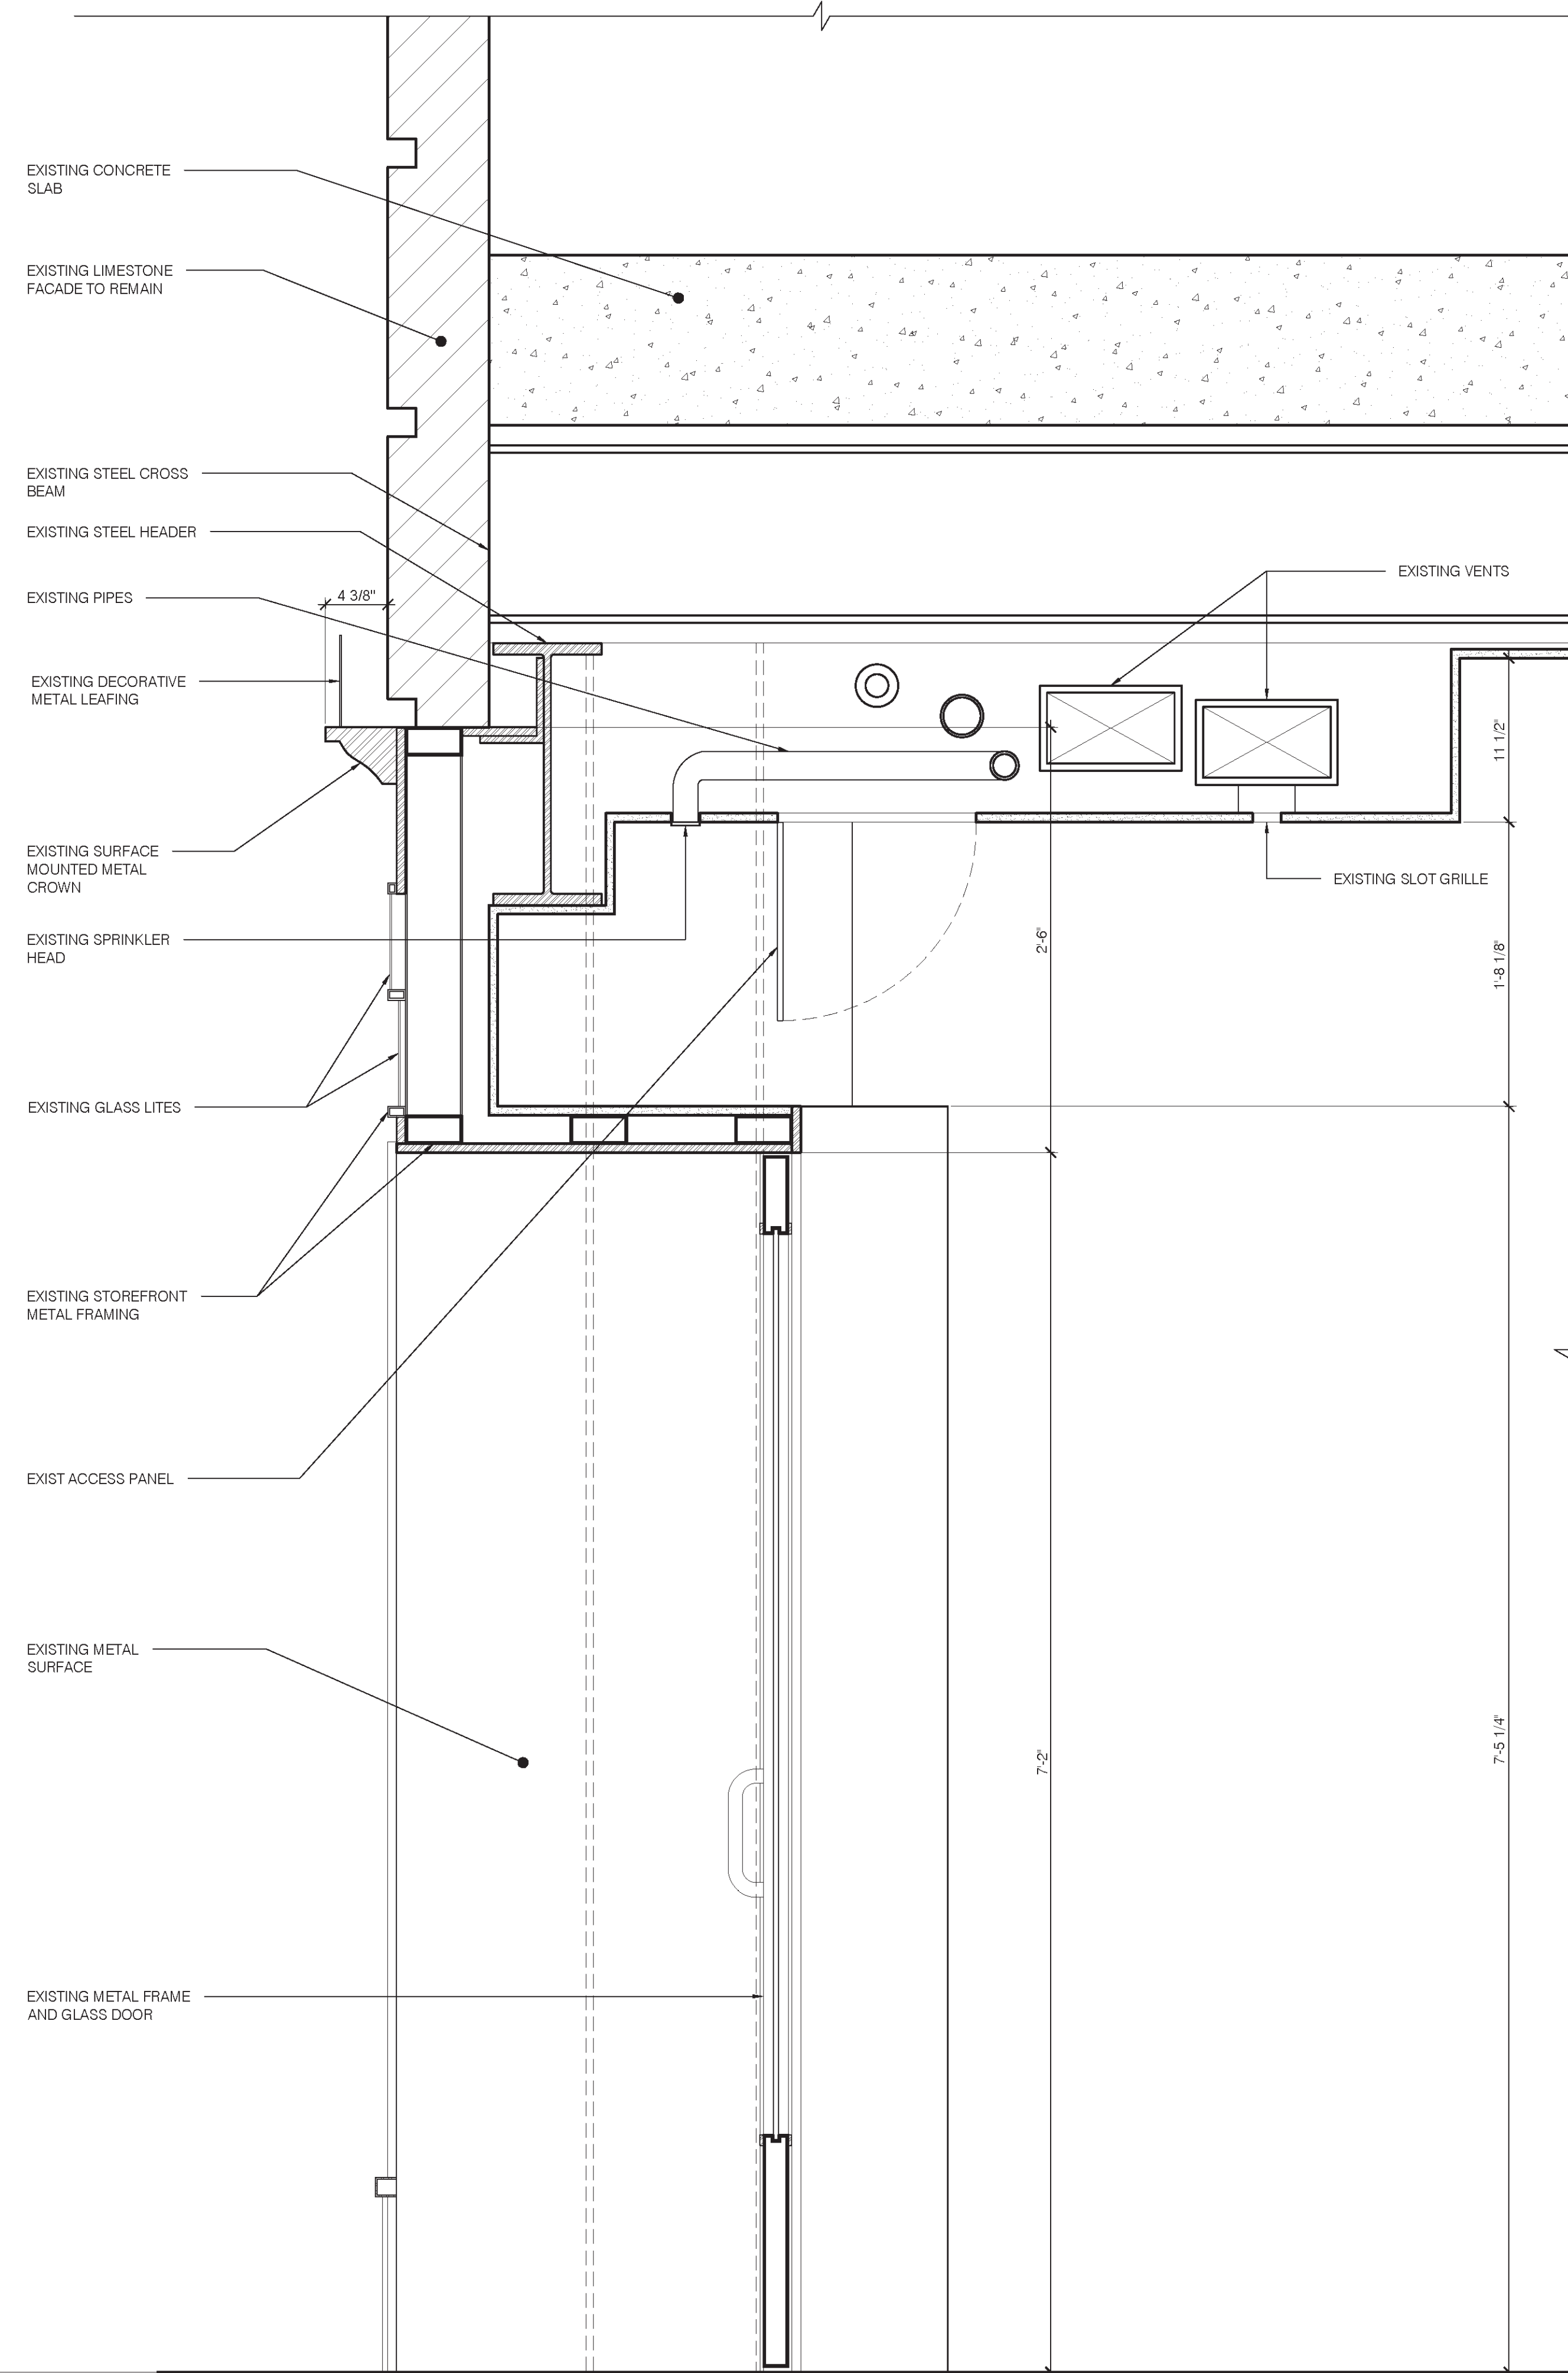 EXISTING CONCRETE
SLAB
EXISTING LIMESTONE
FACADE TO REMAIN
EXISTING STEEL CROSS
BEAM
EXISTING STEEL HEADER
EXISTING VENTS
EXISTING PIPES
4 3/8"
EXISTING DECORATIVE
METAL LEAFING
11 1/2"
EXISTING SURFACE
MOUNTED METAL
CROWN
EXISTING SLOT GRILLE
EXISTING SPRINKLER
HEAD
2'-6"
1'-8 1/8"
EXISTING GLASS LITES
EXISTING STOREFRONT
METAL FRAMING
EXIST ACCESS PANEL
EXISTING METAL
SURFACE
7'-2"
7'-5 1/4"
EXISTING METAL FRAME
AND GLASS DOOR